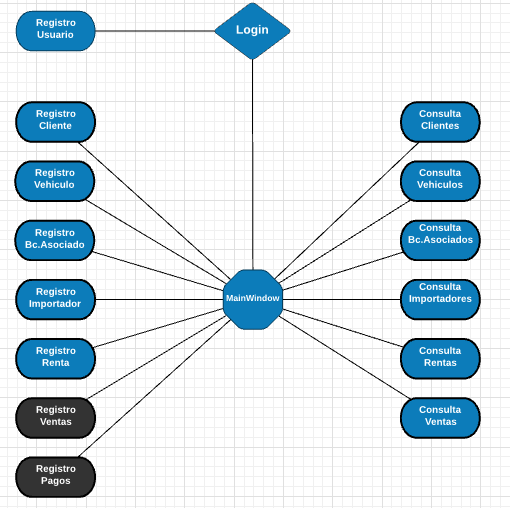 Registro
Usuario
Login
Registro
Cliente
Registro
Vehiculo
Registro
Bc.Asociado
Registro
Importador
Registro
Renta
Registro
Ventas
Registro
Pagos
MainWindow
Consulta
Clientes
Consulta
Vehiculos
Consulta
Bc.Asociados
Consulta
Importadores
Consulta
Rentas
Consulta
Ventas